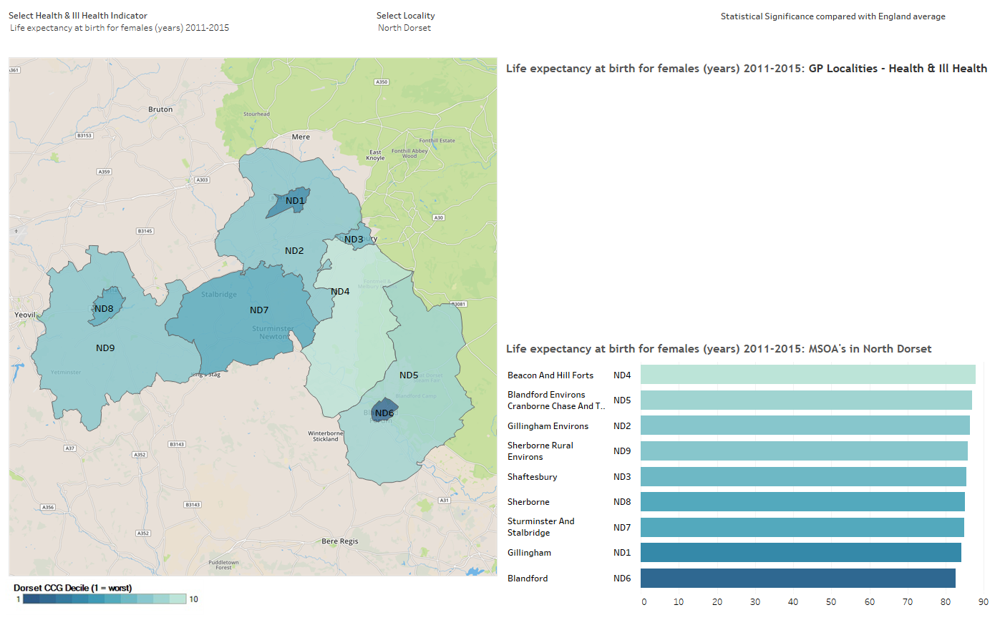 Select Health & Ill Health Indicator
Life expectancy at birth for females (years) 2011-2015
Select Locality
North Dorset
Statistical Significance compared with England average
A361
A350
Bruton
Stourhead
Mere
B3153
Fonthill Estate
East
Knoyle
Fonthill Abbey
Wood
A359
A303
ND1
A30
B3145
ND3
ND2
ND4
Stalbridge
B3081
ND8
Yeovil
ND7
Sturminster
Newton
ND9
Yetminster
ND5
Blandford Camp
ND6
Winterborne
Stickland
A37
A352
B3143
A31
A356
B3143
A352
Bere Regis
Puddletown
Forest
Dorset CCG Decile (1 = worst)
1
10
Life expectancy at birth for females (years) 2011-2015: GP Localities - Health & Ill Health
Life expectancy at birth for females (years) 2011-2015: MSOA's in North Dorset
Beacon And Hill Forts ND4
Blandford Environs
Cranborne Chase And T.. ND5
Gillingham Environs ND2
Sherborne Rural
Environs ND9
Shaftesbury ND3
Sherborne ND8
Sturminster And
Stalbridge ND7
Gillingham ND1
Blandford ND6
0 10 20 30 40 50 60 70 80 90